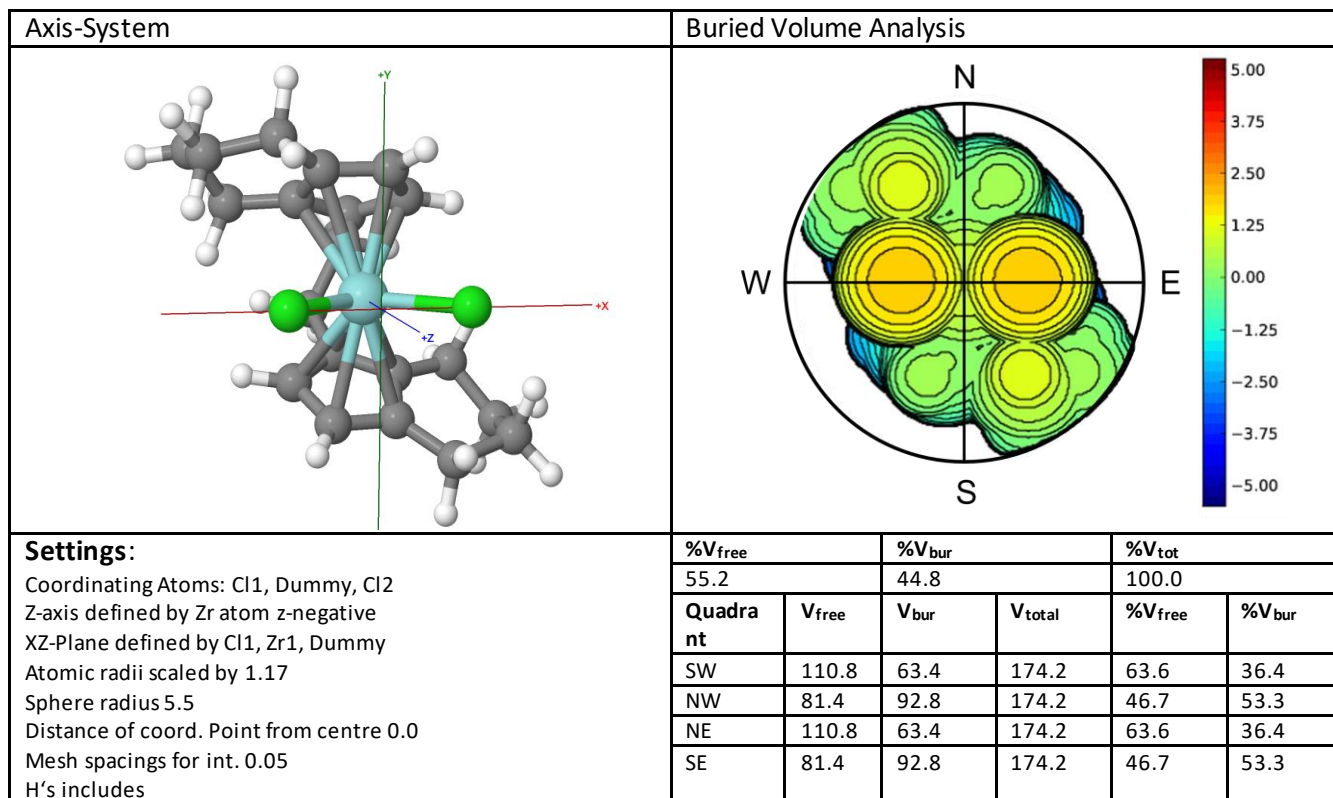 Axis-System
Buried Volume Analysis
+Y
+X
+Z
N
W
E
S
5.00
3.75
2.50
1.25
0.00
−1.25
−2.50
−3.75
−5.00
Settings:
Coordinating Atoms: Cl1, Dummy, Cl2
Z-axis defined by Zr atom z-negative
XZ-Plane defined by Cl1, Zr1, Dummy
Atomic radii scaled by 1.17
Sphere radius 5.5
Distance of coord. Point from centre 0.0
Mesh spacings for int. 0.05
H‘s includes
%Vfree %Vbur %Vtot
55.2 44.8 100.0
Quadra
nt Vfree Vbur Vtotal %Vfree %Vbur
SW 110.8 63.4 174.2 63.6 36.4
NW 81.4 92.8 174.2 46.7 53.3
NE 110.8 63.4 174.2 63.6 36.4
SE 81.4 92.8 174.2 46.7 53.3